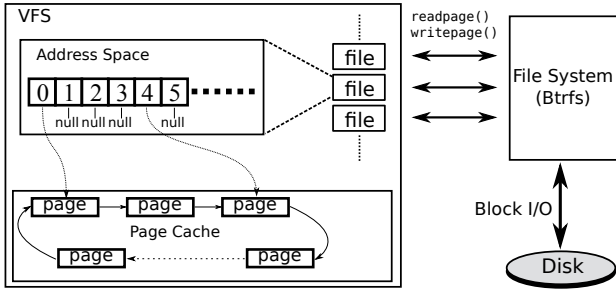 VFS
Address Space
0 1 2 3 4 5
null null null null
file
file
file
readpage()
writepage()
File System
(Btrfs)
page page page
Page Cache
page page
Block I/O
Disk